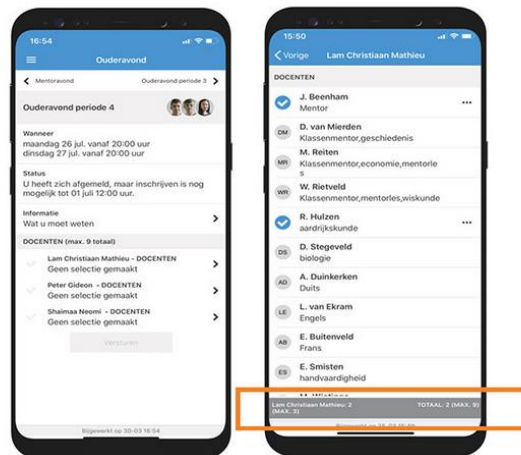 16:54
Ouderavond
Mentoravond
Ouderavond periode 3
Ouderavond periode 4
Wanneer
maandag 26 jul. vanaf 20:00 uur
dinsdag 27 jul. vanaf 20:00 uur
Status
U heeft zich afgemeld, maar inschrijven is nog
mogelijk tot 01 juli 12:00 uur.
Informatie
Wat u moet weten
DOCENTEN (max. 9 totaal)
Lam Christiaan Mathieu - DOCENTEN
Geen selectie gemaakt
Peter Gideon - DOCENTEN
Geen selectie gemaakt
Shaimaa Neomi - DOCENTEN
Geen selectie gemaakt
Versturen
Bijgewerkt op 30-03 16:54
15:50
Vorige
Lam Christiaan Mathieu
DOCENTEN
J. Beenham
Mentor
DM
D. van Mierden
Klassenmentor,geschiedenis
MR
M. Reiten
Klassenmentor,economie,mentorle
s
WR
W. Rietveld
Klassenmentor,mentorles,wiskunde
R. Hulzen
aardrijkskunde
DS
D. Stegeveld
biologie
AD
A. Duinkerken
Duits
LE
L. van Ekram
Engels
AB
E. Buitenveld
Frans
ES
E. Smisten
handvaardigheid
Lam Christiaan Mathieu: 2
(MAX. 3)
TOTAAL: 2 (MAX. 9)